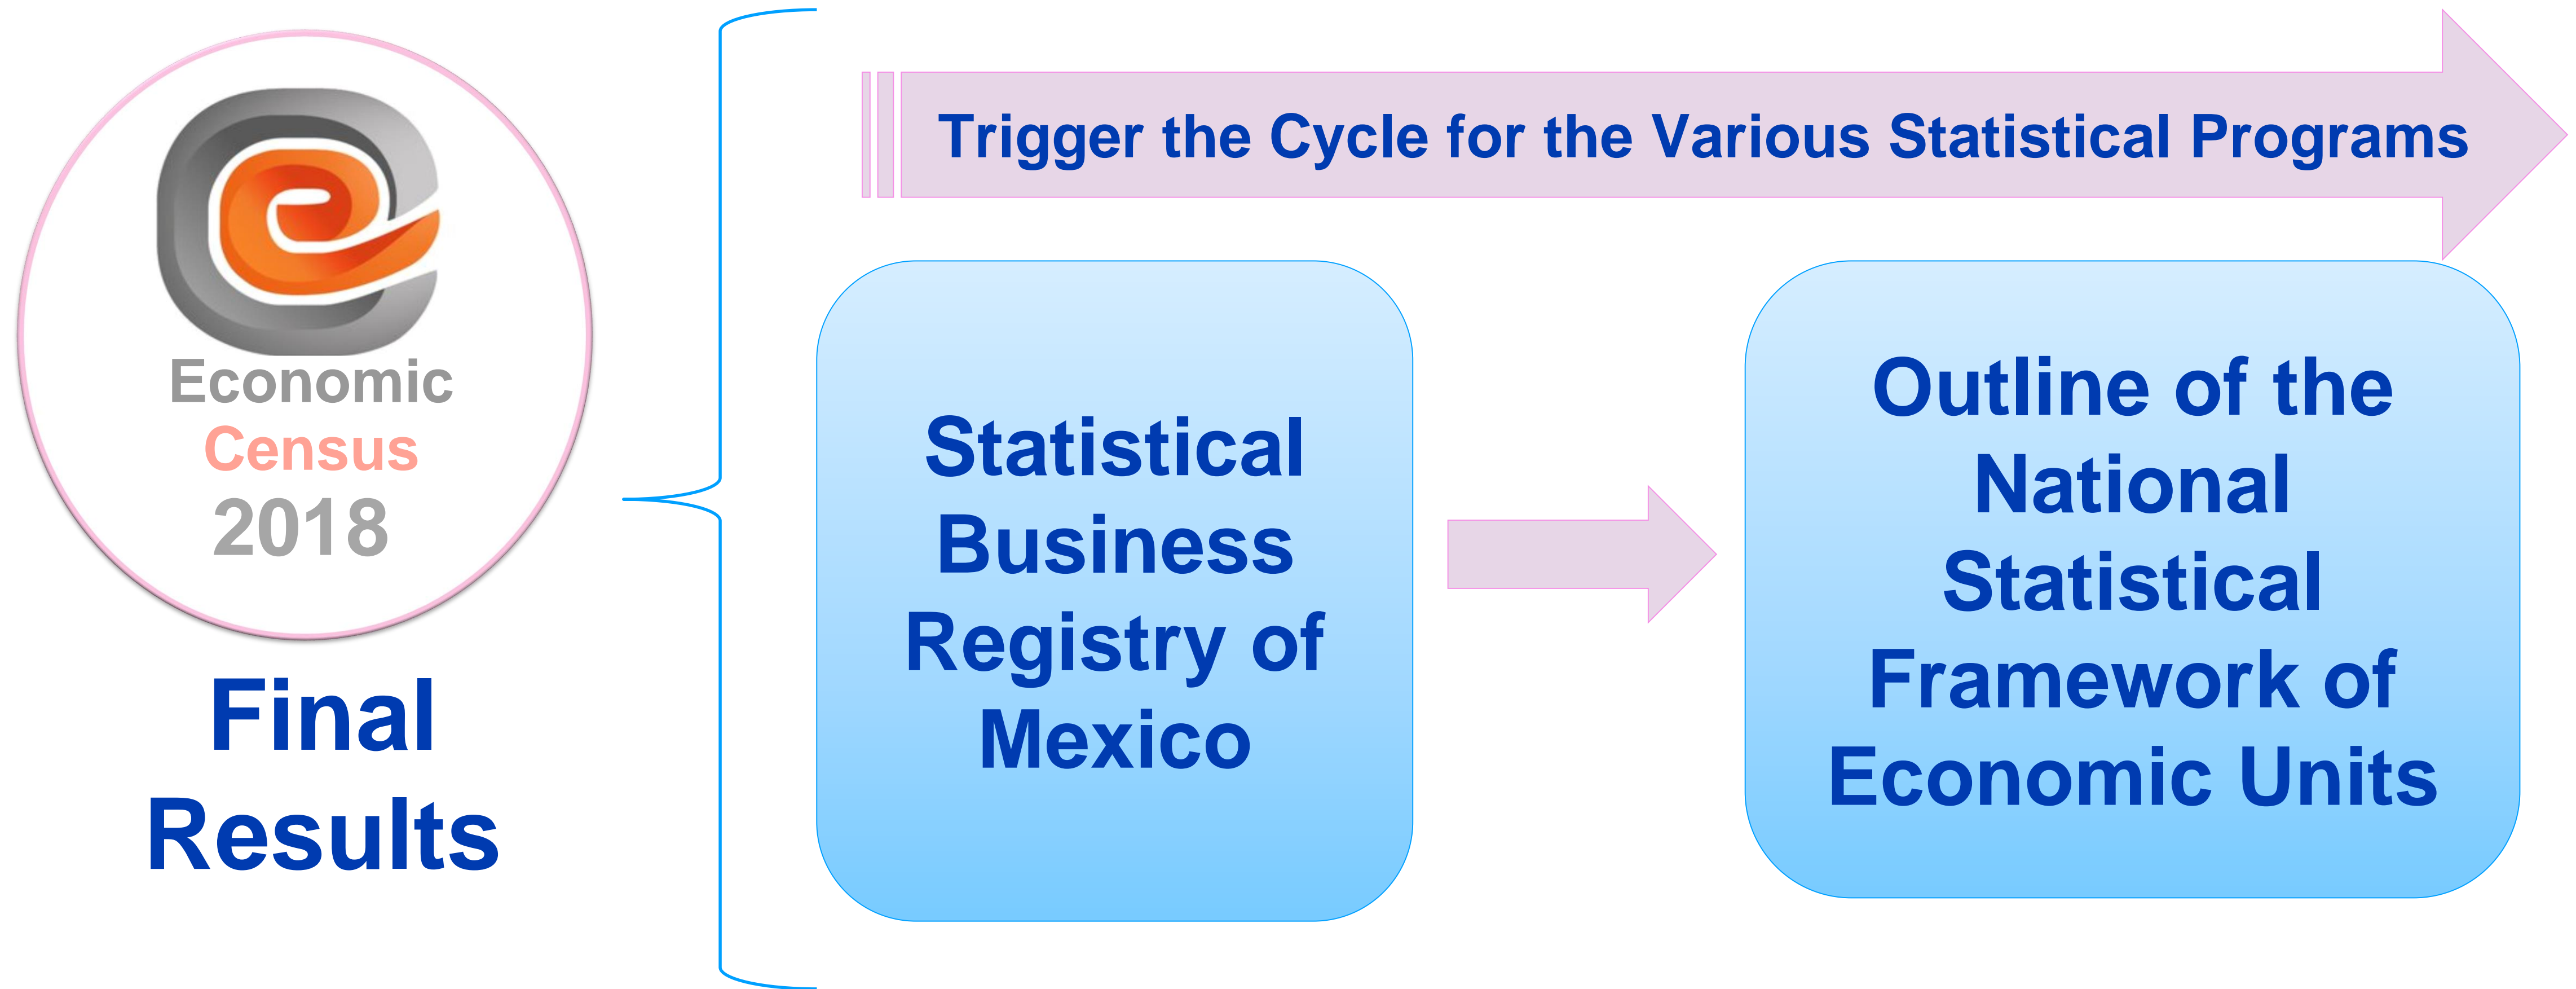 Economic
Census
2018
Final
Results
Trigger the Cycle for the Various Statistical Programs
Statistical
Business
Registry of
Mexico
Outline of the
National
Statistical
Framework of
Economic Units